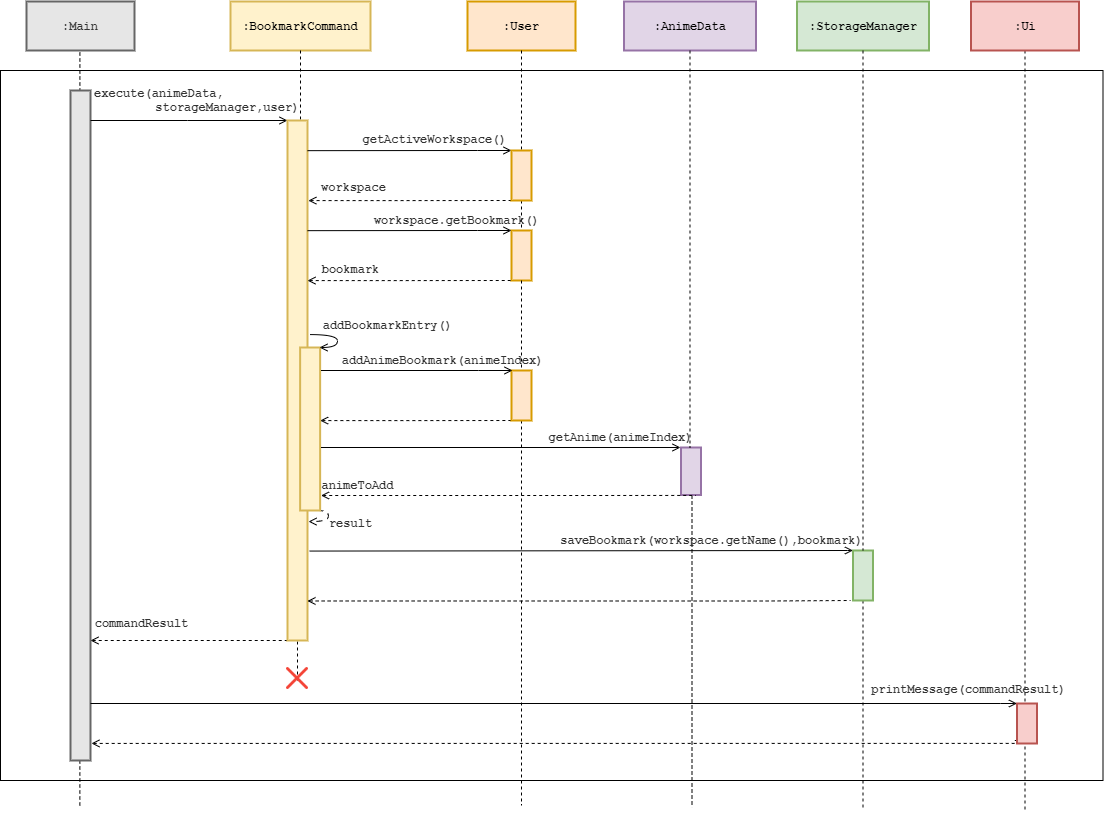 :Main
:BookmarkCommand
:User
:AnimeData
:StorageManager
:Ui
execute(animeData,
storageManager,user)
getActiveWorkspace()
workspace
workspace.getBookmark()
bookmark
addBookmarkEntry()
addAnimeBookmark(animeIndex)
getAnime(animeIndex)
animeToAdd
result
saveBookmark(workspace.getName(),bookmark)
commandResult
printMessage(commandResult)